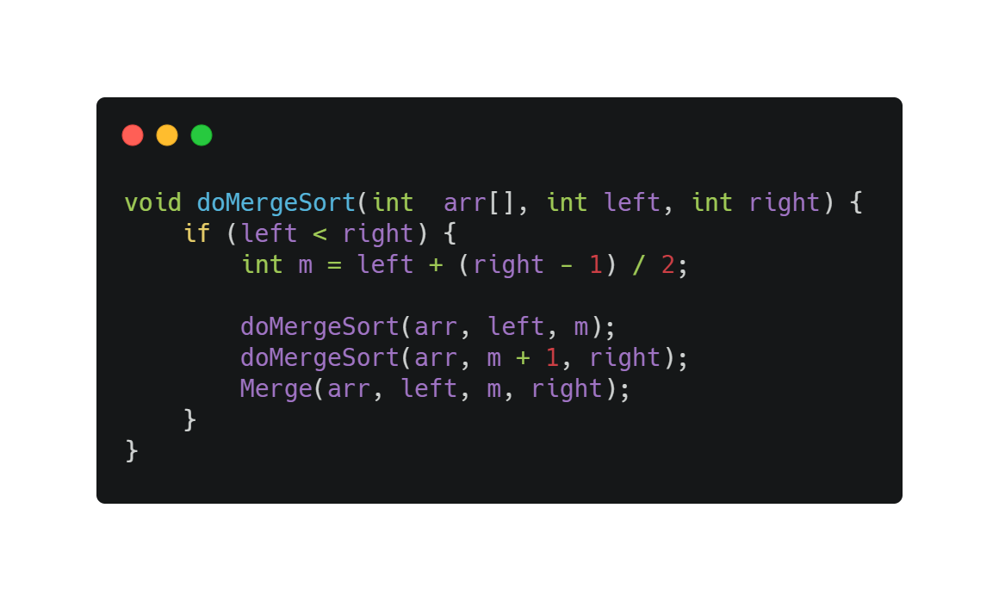 void doMergeSort(int  arr[], int left, int right) {
    if (left < right) {
        int m = left + (right - 1) / 2;

        doMergeSort(arr, left, m);
        doMergeSort(arr, m + 1, right);
        Merge(arr, left, m, right);
    }
}